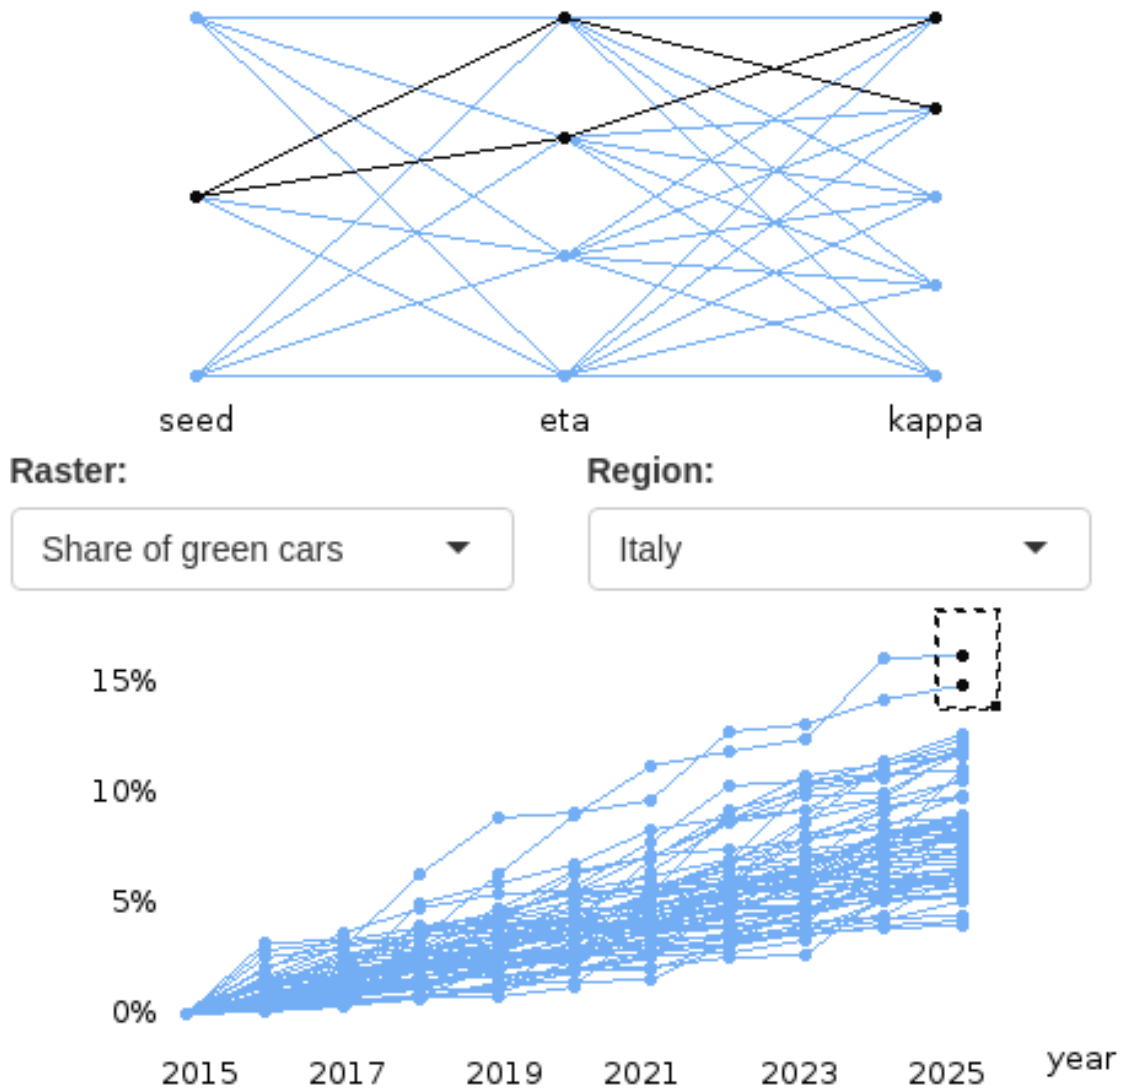 seed eta kappa
Raster: Region:
Share of green cars Italy
15%
10%
5%
0%
2015 2017 2019 2021 2023 2025 year